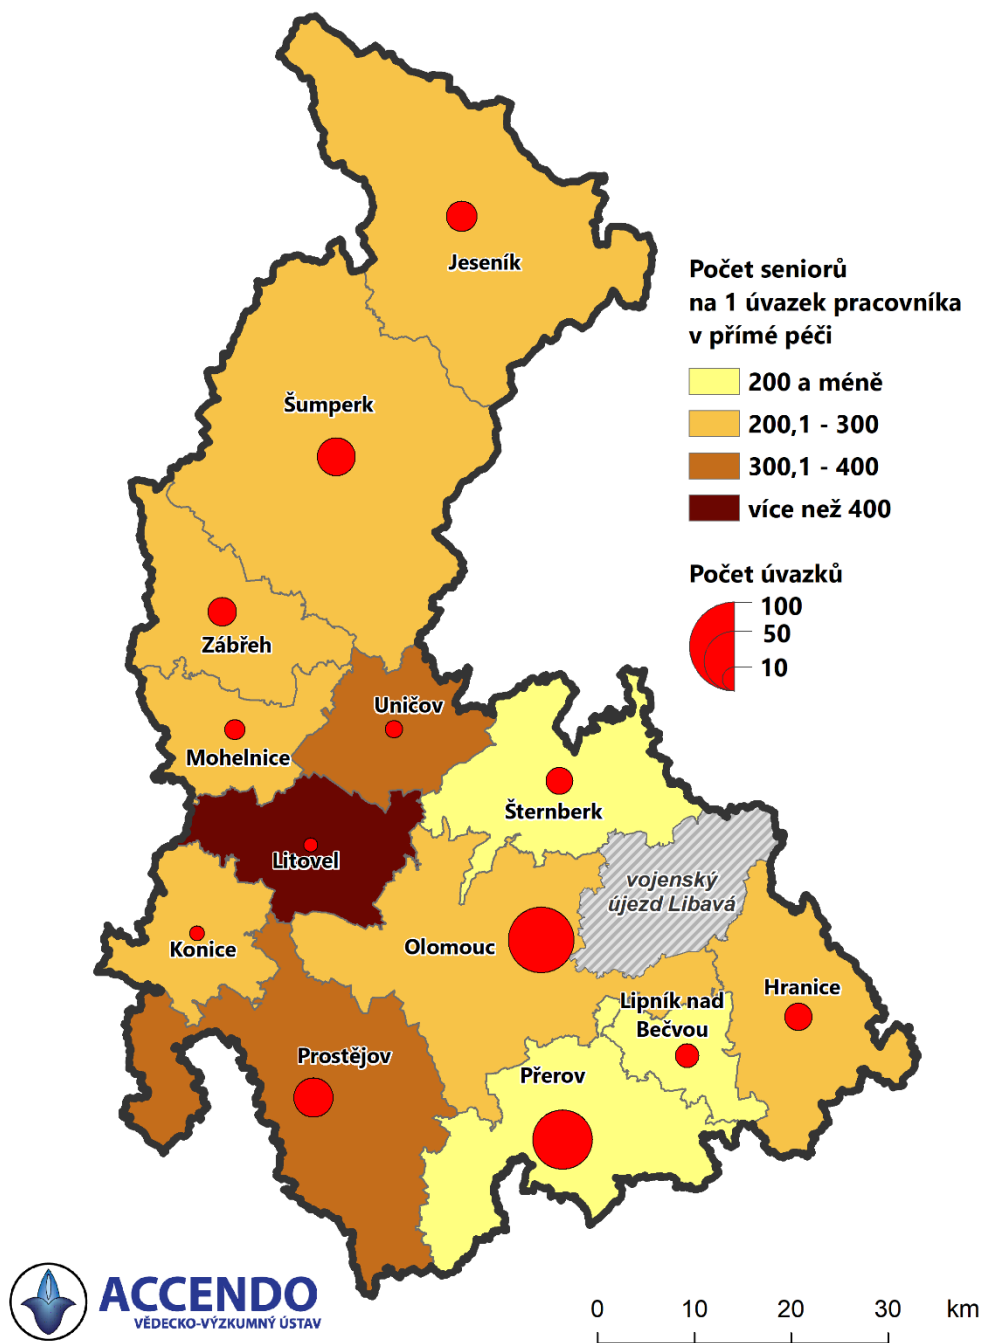 Jeseník
Počet seniorů
na 1 úvazek pracovníka
v přímé péči
200 a méně
200,1 - 300
300,1 - 400
více než 400
Šumperk
Počet úvazků
100
50
10
Zábřeh
Uničov
Mohelnice
Šternberk
Litovel
vojenský
újezd Libavá
Konice
Olomouc
Hranice
Lipník nad
Bečvou
Prostějov
Přerov
ACCENDO
VĚDECKO-VÝZKUMNÝ ÚSTAV
0 10 20 30 km